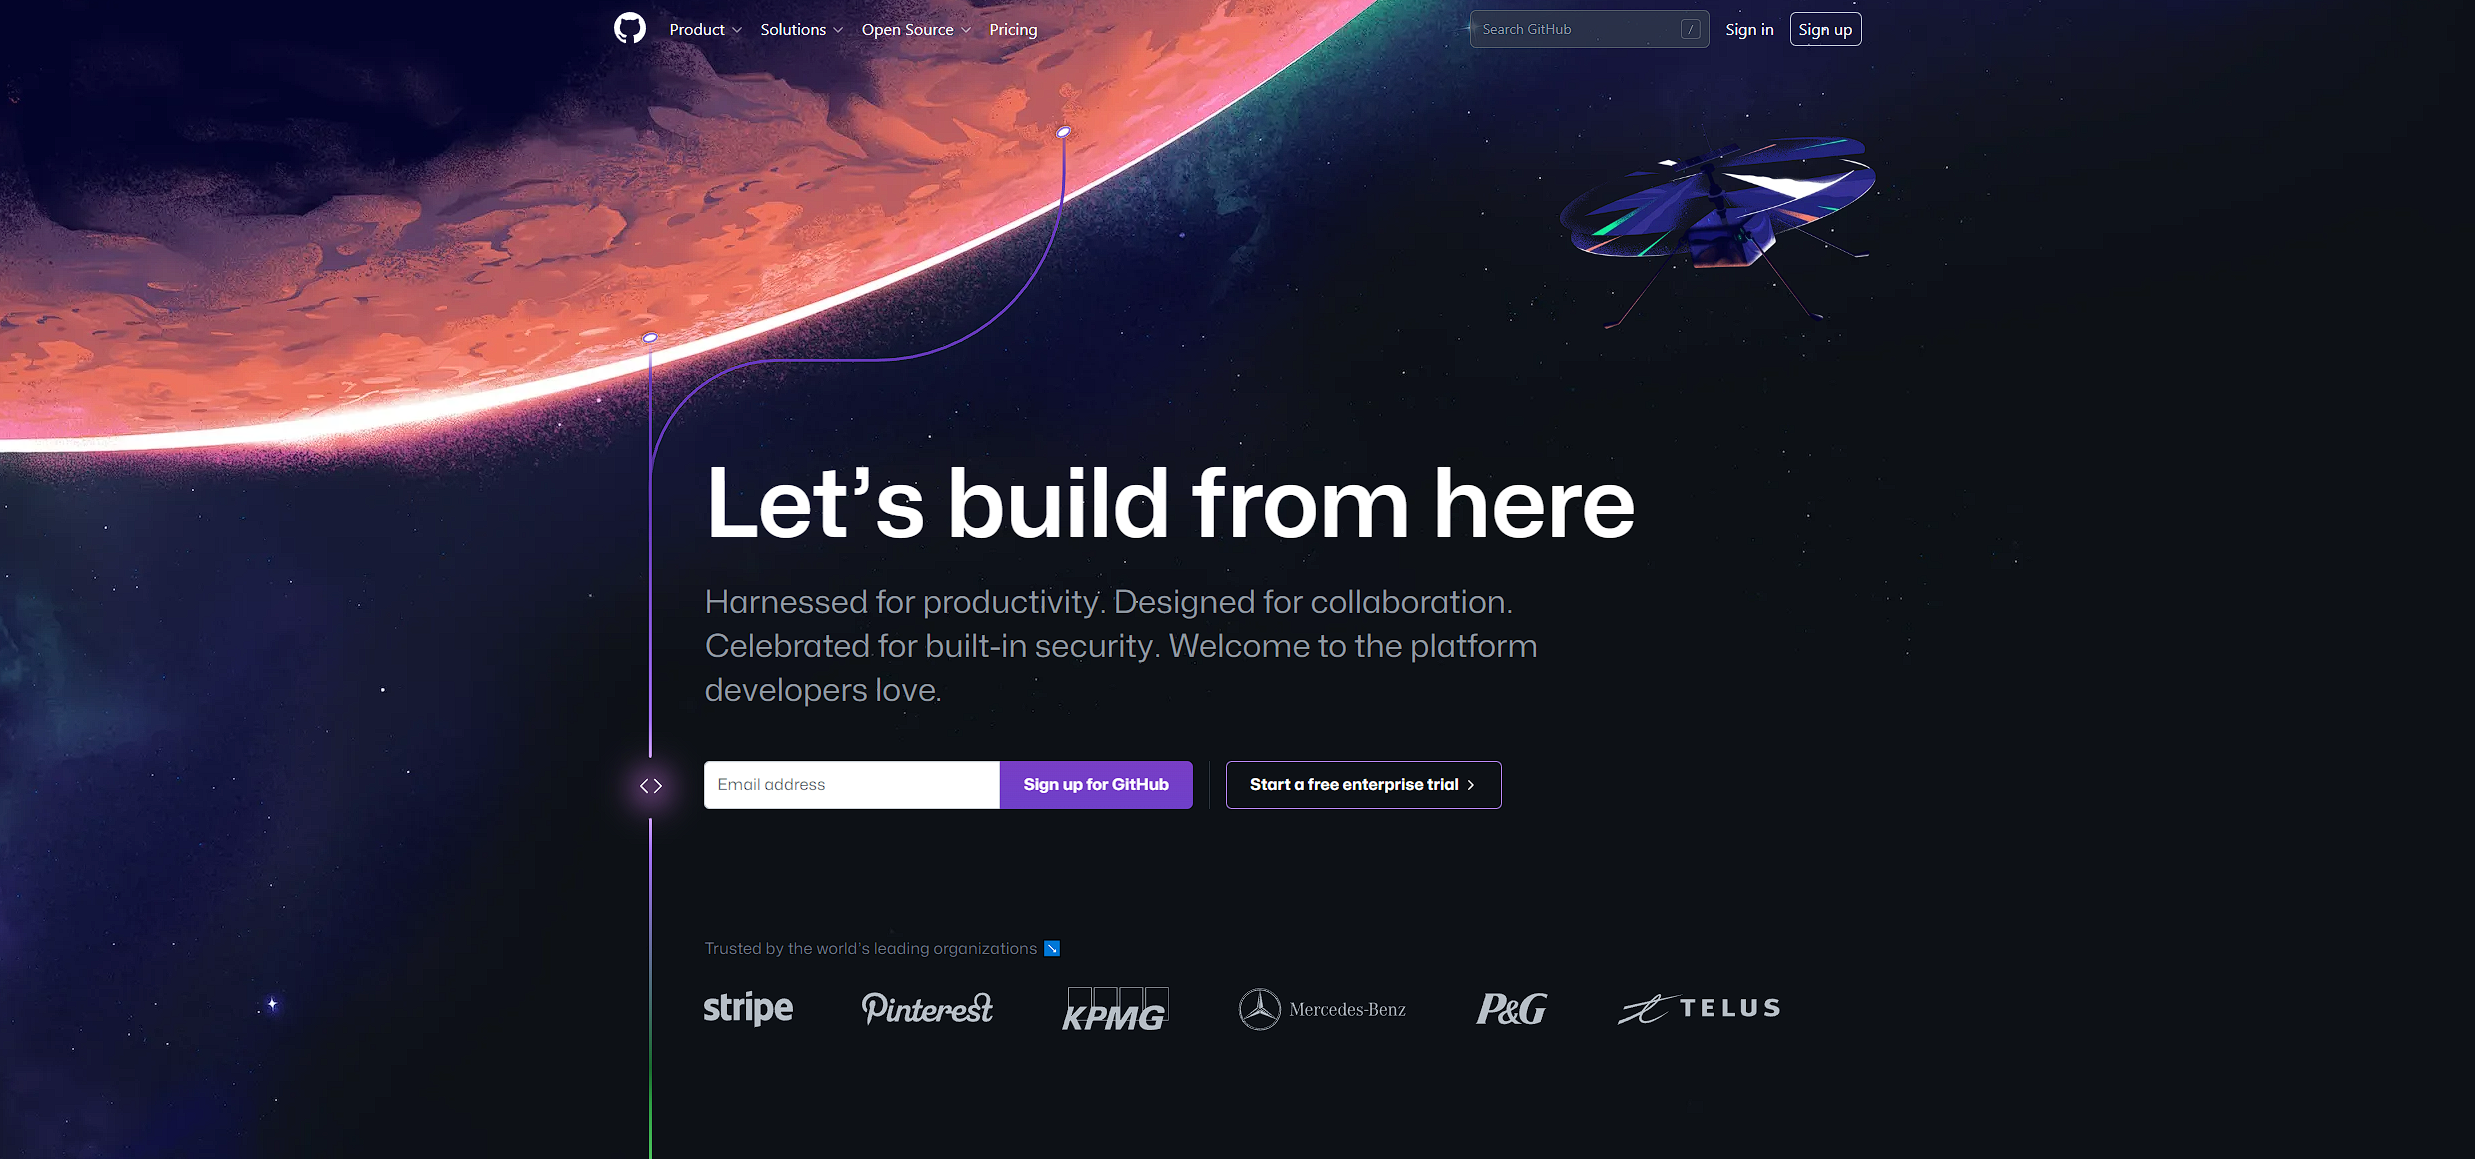 Product
Solutions
Open Source
Pricing
Search GitHub
/
Sign in
Sign up
Let’s build from here
Harnessed for productivity. Designed for collaboration.
Celebrated for built-in security. Welcome to the platform
developers love.
Email address
Sign up for GitHub
Start a free enterprise trial
Trusted by the world’s leading organizations ↘
stripe
Pinterest
KPMG
Mercedes-Benz
P&G
TELUS